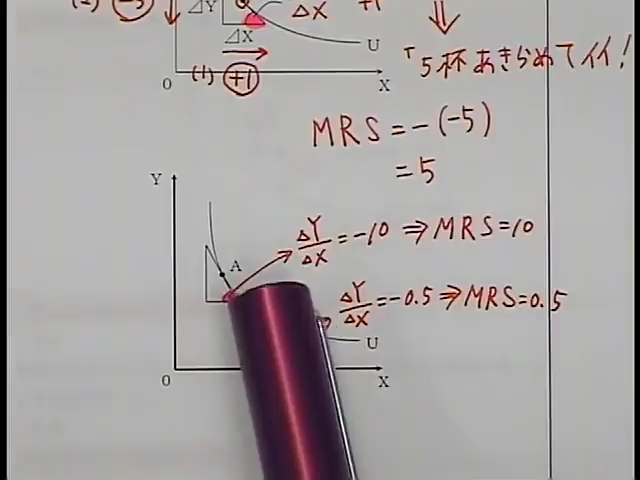 ΔY
ΔX
+1
U
ΔX
「5杯あきらめてイイ!
(1) +1
0
X
MRS = -(-5)
= 5
Y
ΔY/ΔX = -10 ⇒ MRS = 10
A
ΔY/ΔX = -0.5 ⇒ MRS = 0.5
U
0
X